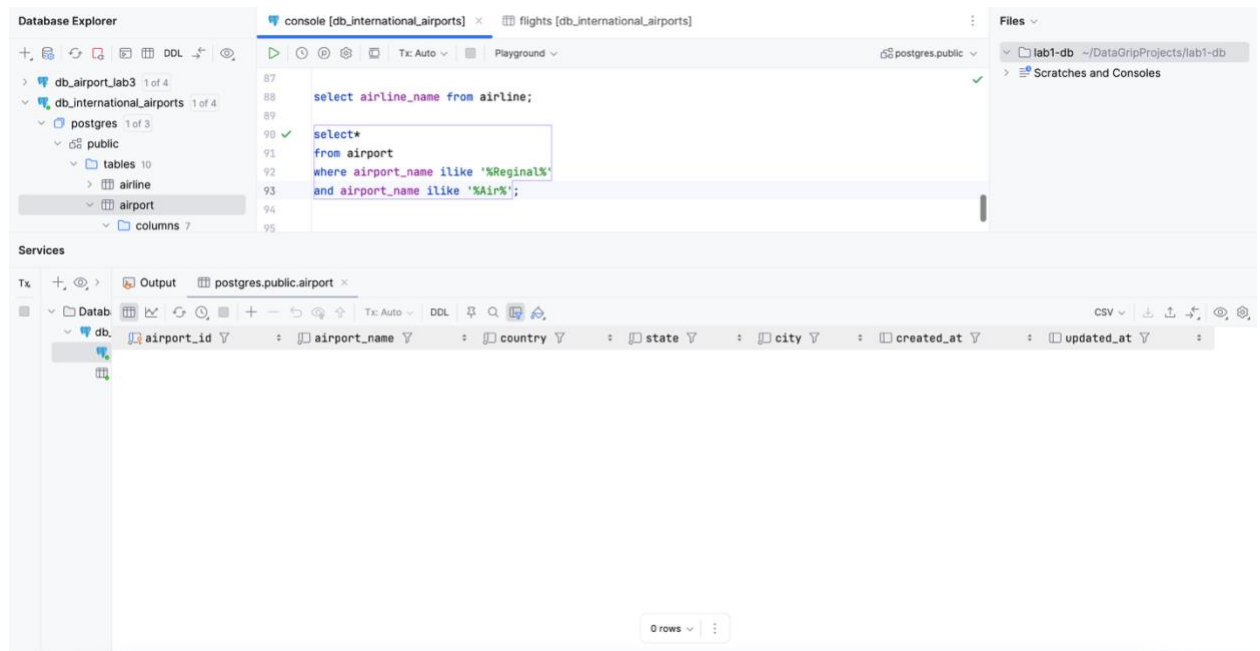 Database Explorer
console [db_international_airports]
flights [db_international_airports]
Files
DDL
Tx: Auto
Playground
postgres.public
lab1-db ~/DataGripProjects/lab1-db
Scratches and Consoles
db_airport_lab3 1 of 4
db_international_airports 1 of 4
postgres 1 of 3
public
tables 10
airline
airport
columns 7
87
88 select airline_name from airline;
89
90 select*
91 from airport
92 where airport_name ilike '%Reginal%'
93 and airport_name ilike '%Air%';
94
95
Services
Tx
Output
postgres.public.airport
Datab
Tx: Auto
DDL
CSV
db_
airport_id
airport_name
country
state
city
created_at
updated_at
0 rows